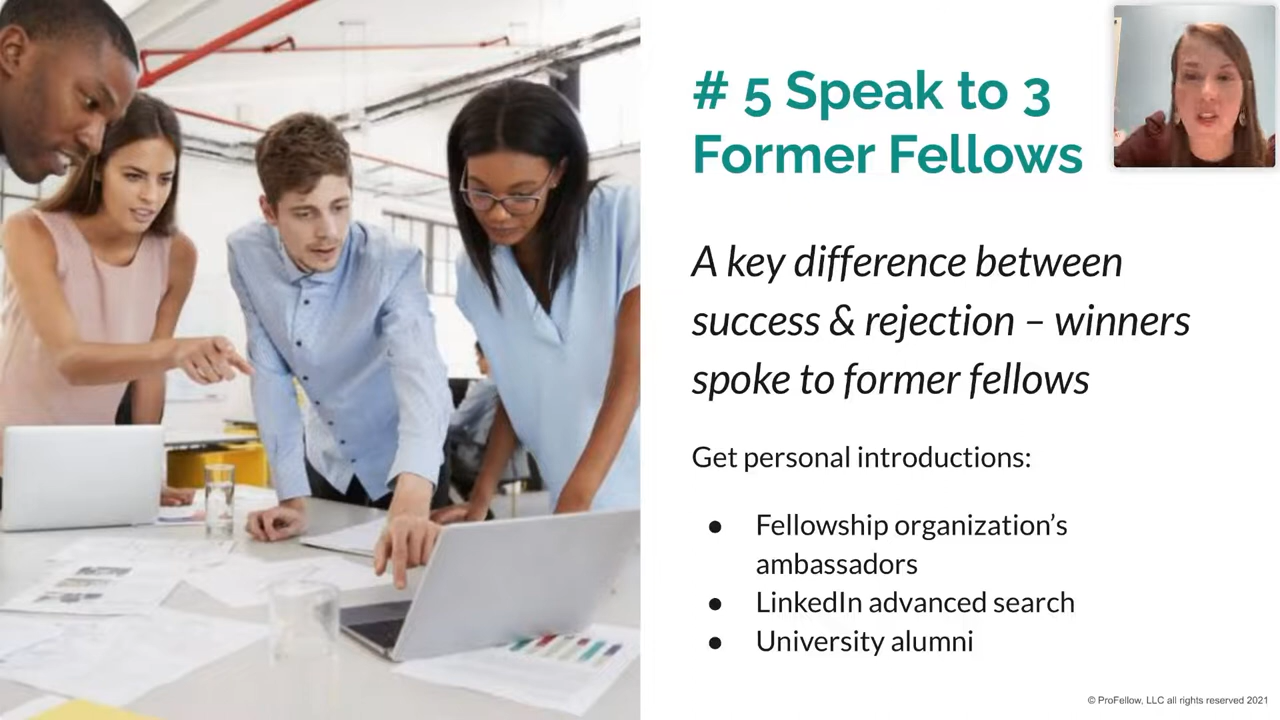 # 5 Speak to 3
Former Fellows
A key difference between
success & rejection – winners
spoke to former fellows
Get personal introductions:
● Fellowship organization’s
ambassadors
● LinkedIn advanced search
● University alumni
© ProFellow, LLC all rights reserved 2021